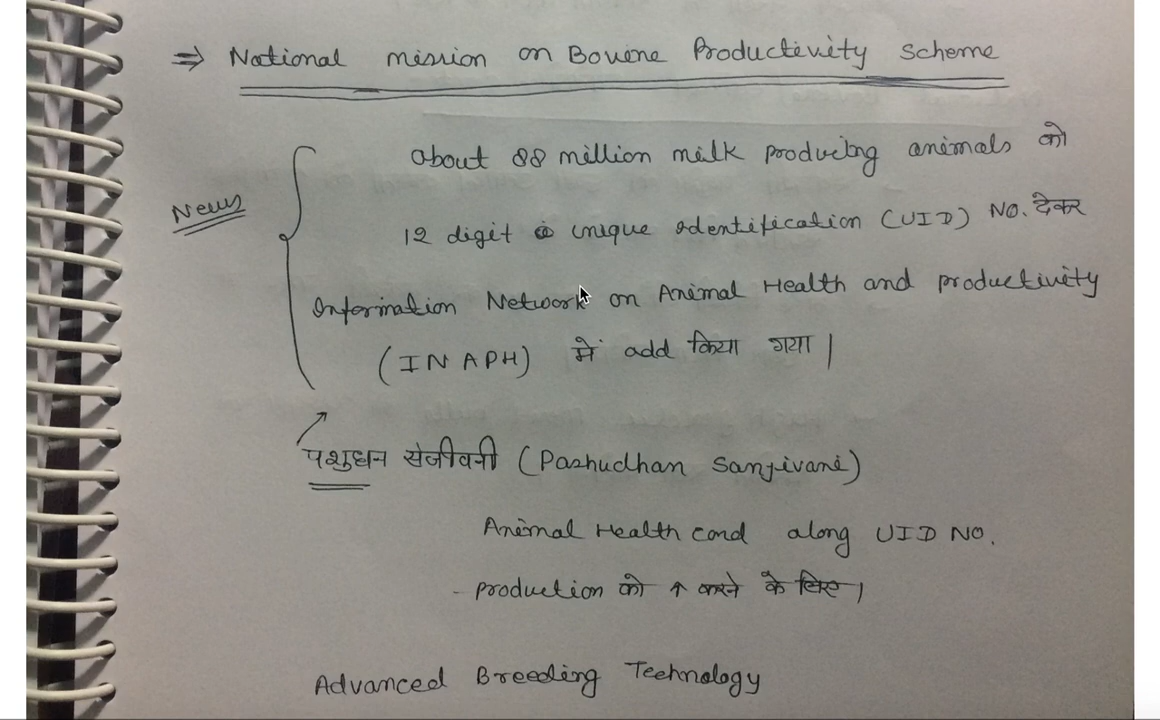 ⇒ National mission on Bovine Productivity Scheme
News
about 88 million milk producing animals को
12 digit unique identification (UID) NO. देकर
Information Network on Animal Health and productivity
(INAPH) में add किया गया |
पशुधन संजीवनी (Pashudhan Sanjivani)
Animal Health card along UID NO.
- production को ↑ करने के लिए |
Advanced Breeding Technology